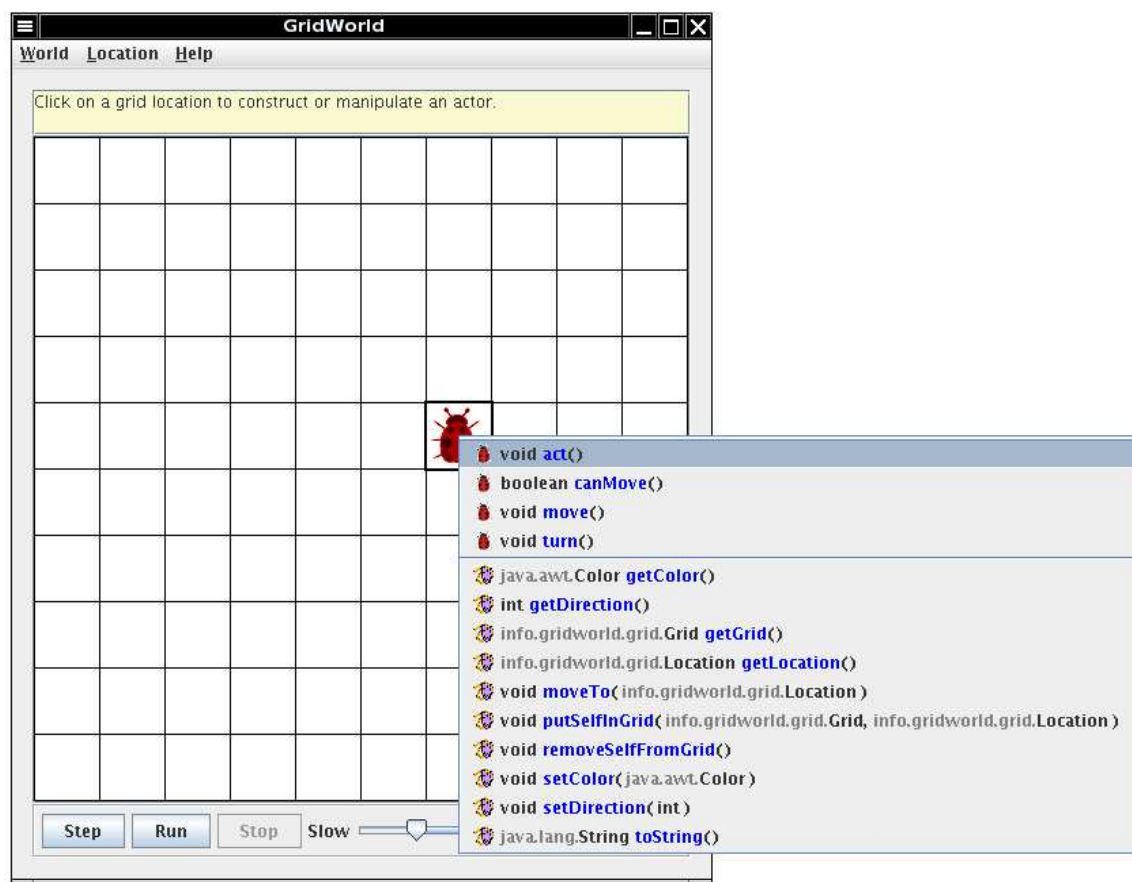 GridWorld
World Location Help
Click on a grid location to construct or manipulate an actor.
void act()
boolean canMove()
void move()
void turn()
java.awt.Color getColor()
int getDirection()
info.gridworld.grid.Grid getGrid()
info.gridworld.grid.Location getLocation()
void moveTo(info.gridworld.grid.Location)
void putSelfInGrid(info.gridworld.grid.Grid, info.gridworld.grid.Location)
void removeSelfFromGrid()
void setColor(java.awt.Color)
void setDirection(int)
java.lang.String toString()
Step Run Stop Slow